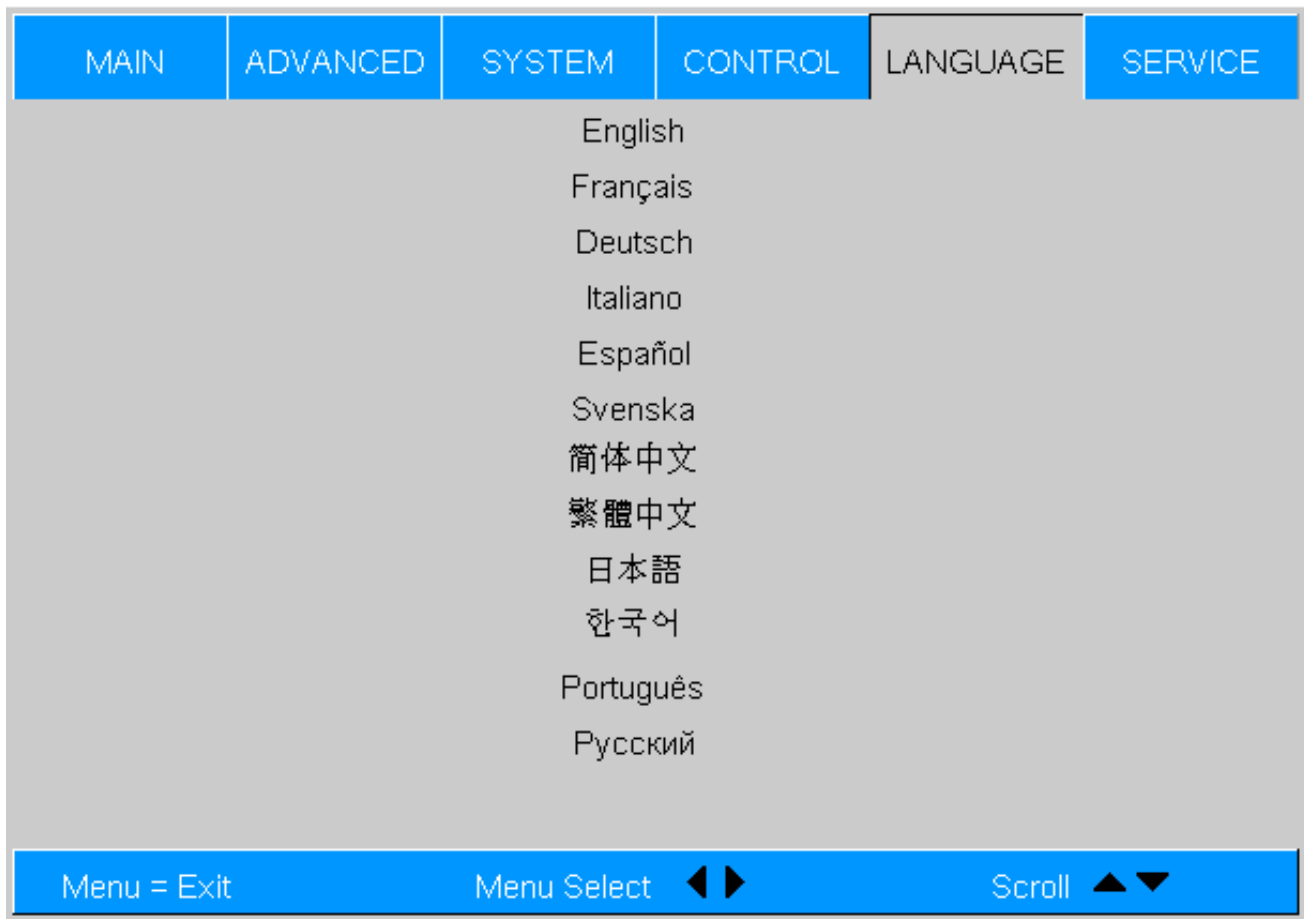 MAIN ADVANCED SYSTEM CONTROL LANGUAGE SERVICE
English
Français
Deutsch
Italiano
Español
Svenska
简体中文
繁體中文
日本語
한국어
Português
Русский
Menu = Exit Menu Select ◀ ▶ Scroll ▲ ▼